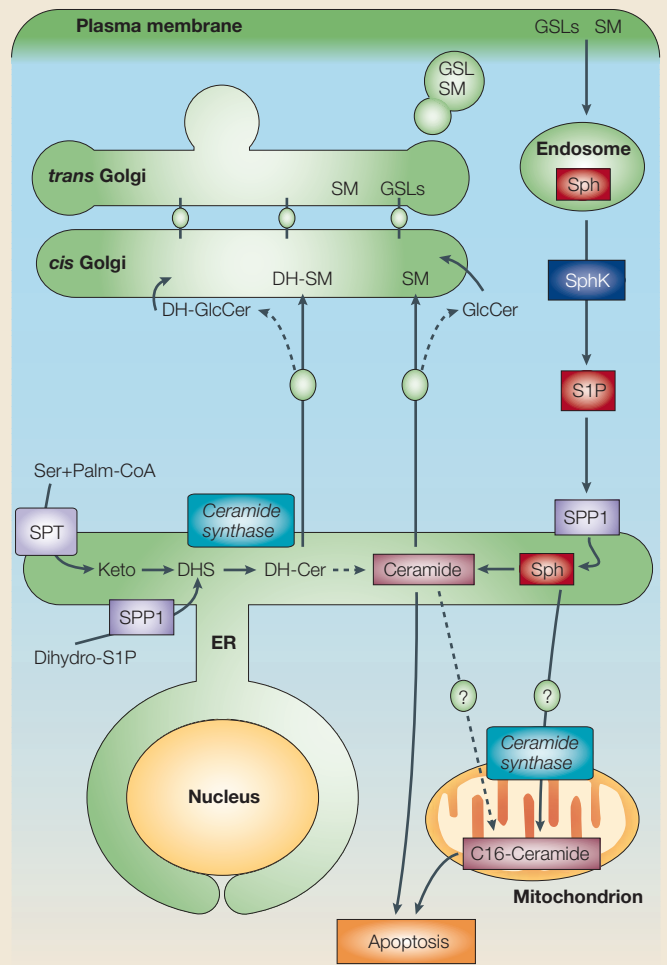 Plasma membrane
GSLs SM
GSL
SM
Endosome
Sph
trans Golgi
SM GSLs
cis Golgi
DH-SM
SM
SphK
DH-GlcCer
GlcCer
S1P
Ser+Palm-CoA
SPT
Ceramide
synthase
SPP1
Keto
DHS
DH-Cer
Ceramide
Sph
SPP1
ER
Dihydro-S1P
?
?
Ceramide
synthase
Nucleus
C16-Ceramide
Mitochondrion
Apoptosis